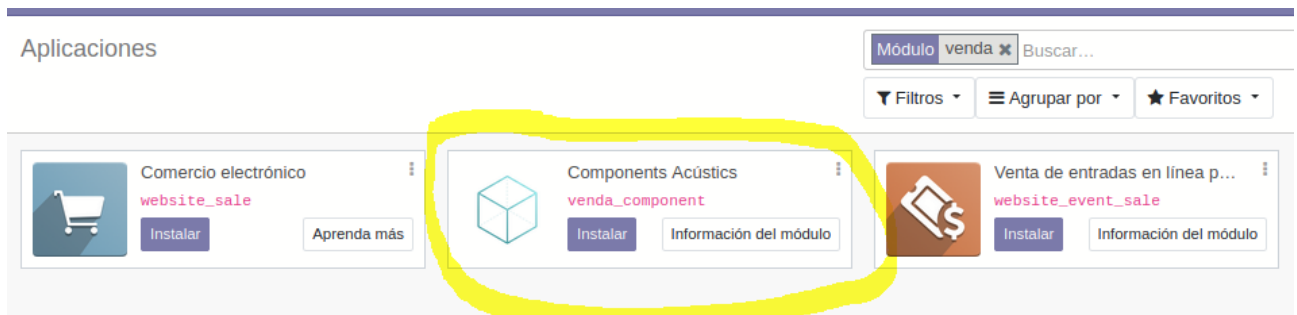 Aplicaciones
Módulo venda ✖ Buscar...
Filtros Agrupar por Favoritos
Comercio electrónico
website_sale
Instalar Aprenda más
Components Acústics
venda_component
Instalar Información del módulo
Venta de entradas en línea p...
website_event_sale
Instalar Información del módulo